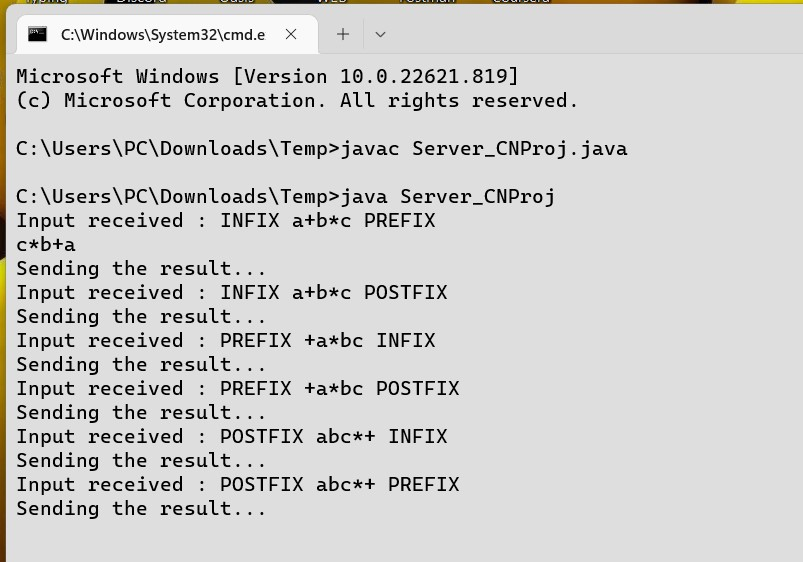 C:\Windows\System32\cmd.e
Microsoft Windows [Version 10.0.22621.819]
(c) Microsoft Corporation. All rights reserved.
C:\Users\PC\Downloads\Temp>javac Server_CNProj.java
C:\Users\PC\Downloads\Temp>java Server_CNProj
Input received : INFIX a+b*c PREFIX
c*b+a
Sending the result...
Input received : INFIX a+b*c POSTFIX
Sending the result...
Input received : PREFIX +a*bc INFIX
Sending the result...
Input received : PREFIX +a*bc POSTFIX
Sending the result...
Input received : POSTFIX abc*+ INFIX
Sending the result...
Input received : POSTFIX abc*+ PREFIX
Sending the result...